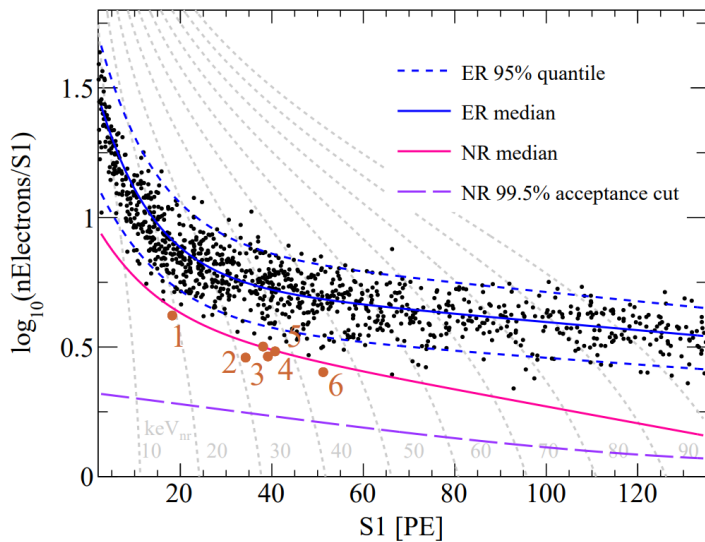 ER 95% quantile
ER median
NR median
NR 99.5% acceptance cut
log₁₀(nElectrons/S1)
1.5
1
0.5
0
1
2
3
4
5
6
keVₙᵣ
10 20 30 40 50 60 70 80 90
20 40 60 80 100 120
S1 [PE]